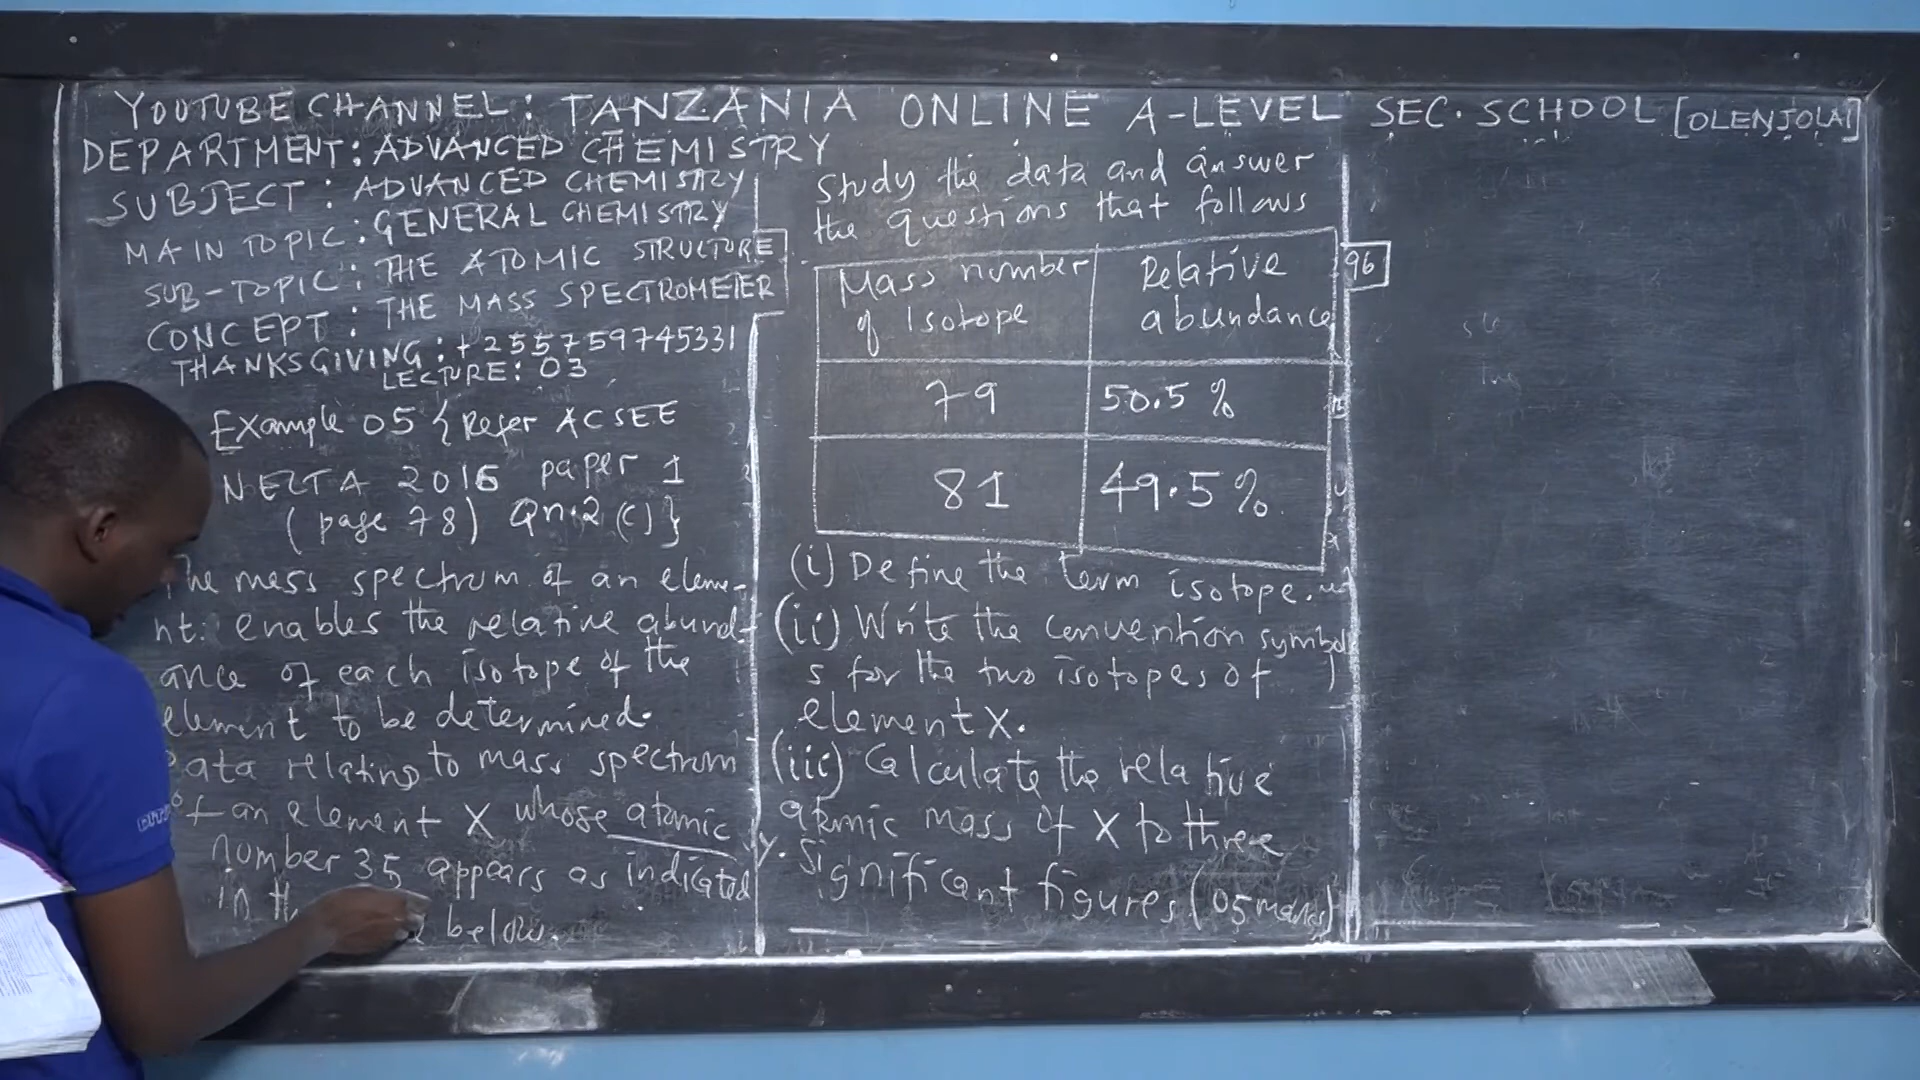 YOUTUBE CHANNEL: TANZANIA ONLINE A-LEVEL SEC. SCHOOL [OLENJOLAI]
DEPARTMENT: ADVANCED CHEMISTRY
SUBJECT: ADVANCED CHEMISTRY
MAIN TOPIC: GENERAL CHEMISTRY
SUB-TOPIC: THE ATOMIC STRUCTURE
CONCEPT: THE MASS SPECTROMETER
THANKSGIVING: +255759745331
LECTURE: 03
Example 05 {Refer ACSEE
NECTA 2016 paper 1
(page 78) Qn.2 (c)}
The mass spectrum of an eleme-
nt: enables the relative abund-
ance of each isotope of the
element to be determined.
Data relating to mass spectrum
of an element X whose atomic
number 35 appears as indicated
in below.
Study the data and answer
the questions that follows
Mass number of Isotope
Relative abundance
79 50.5%
81 49.5%
(i) Define the term isotope.
(ii) Write the convention symbol
s for the two isotopes of
element X.
(iii) Calculate the relative
atomic mass of X to three
significant figures. (05 marks)
96